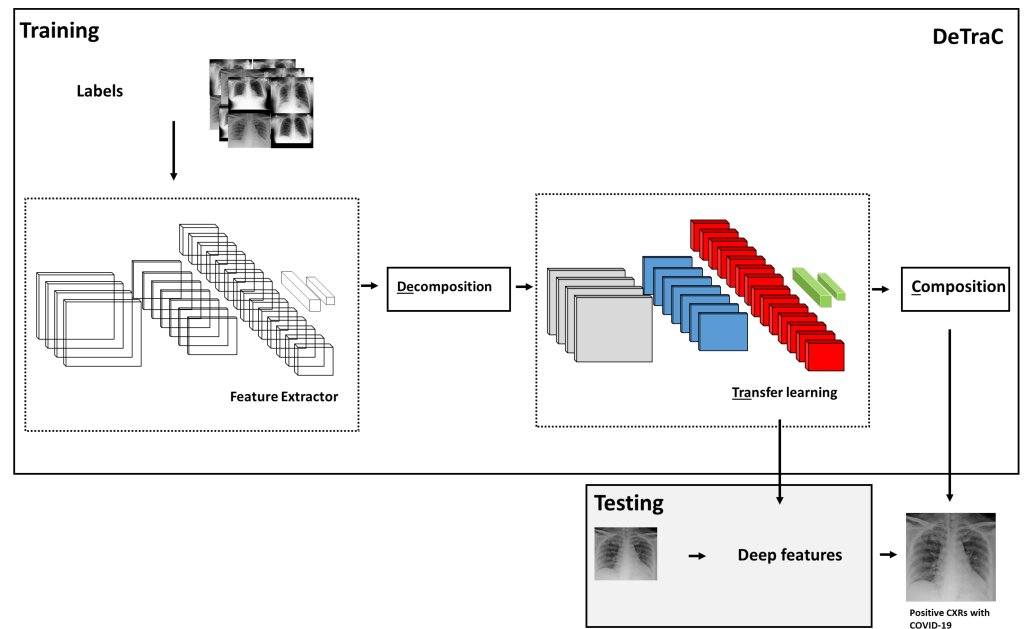 Training
DeTraC
Labels
Decomposition
Composition
Feature Extractor
Transfer learning
Testing
Deep features
Positive CXRs with
COVID-19